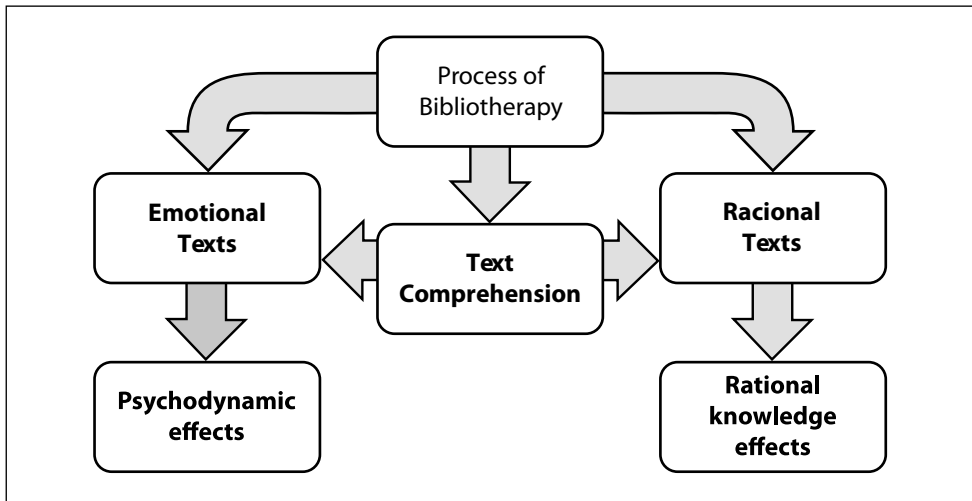 Process of
Bibliotherapy
Emotional
Texts
Text
Comprehension
Racional
Texts
Psychodynamic
effects
Rational
knowledge
effects